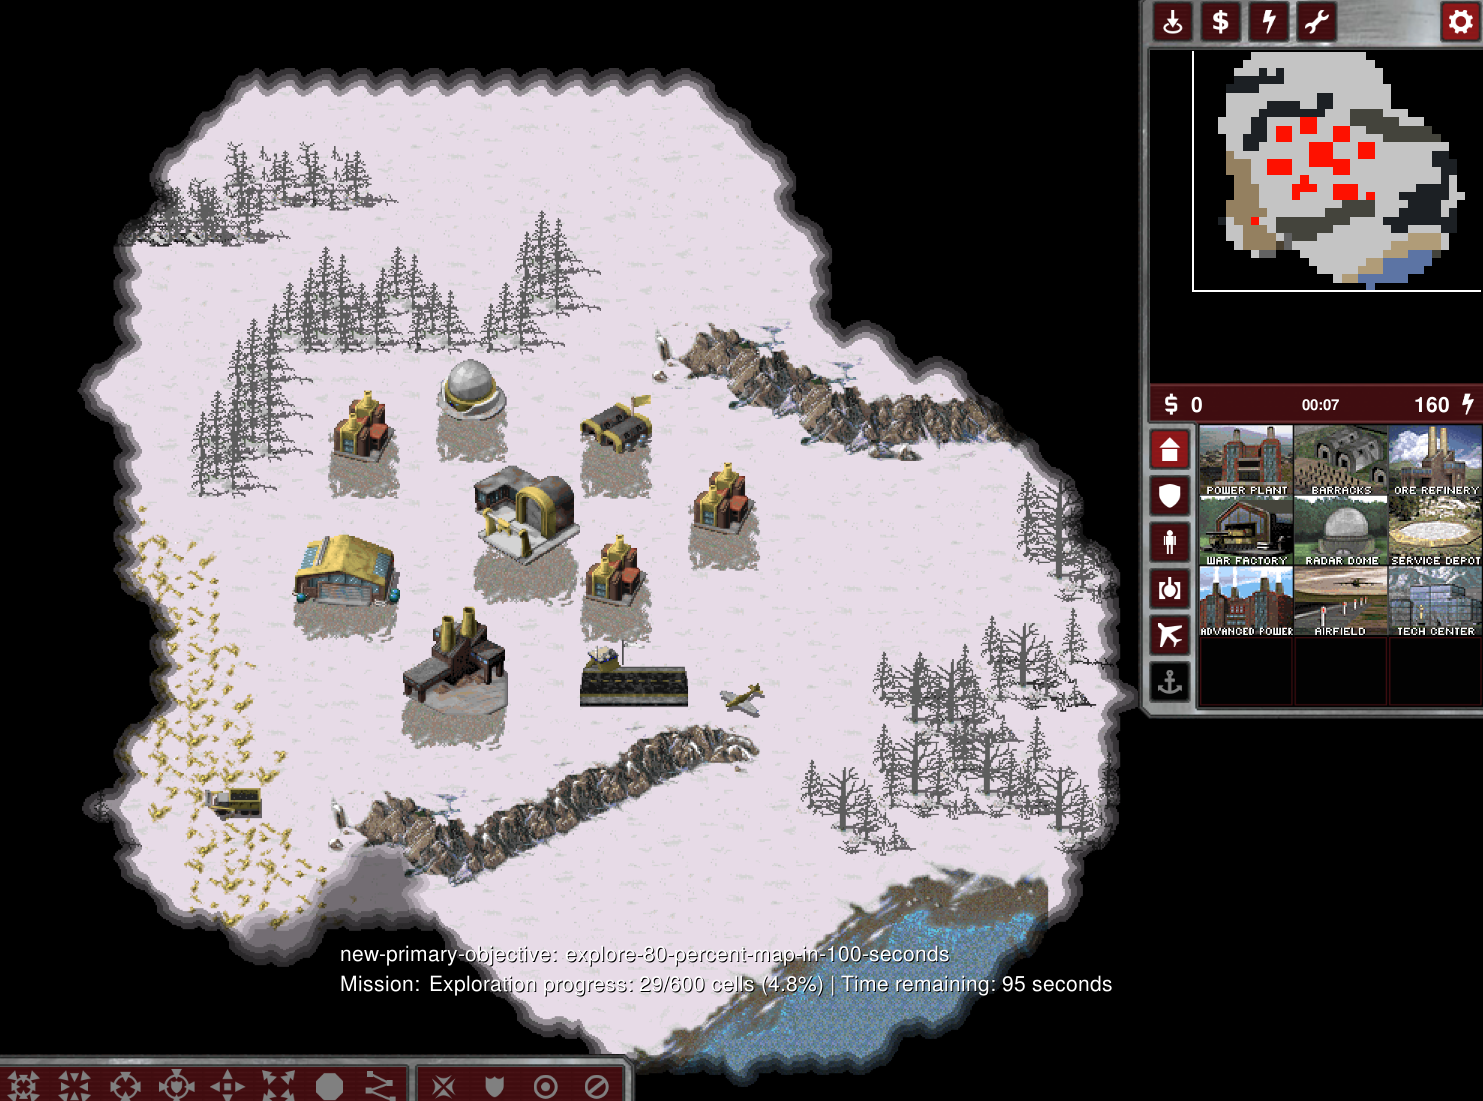 $ 0 00:07 160
POWER PLANT BARRACKS ORE REFINERY
WAR FACTORY RADAR DOME SERVICE DEPOT
ADVANCED POWER AIRFIELD TECH CENTER
new-primary-objective: explore-80-percent-map-in-100-seconds
Mission: Exploration progress: 29/600 cells (4.8%) | Time remaining: 95 seconds